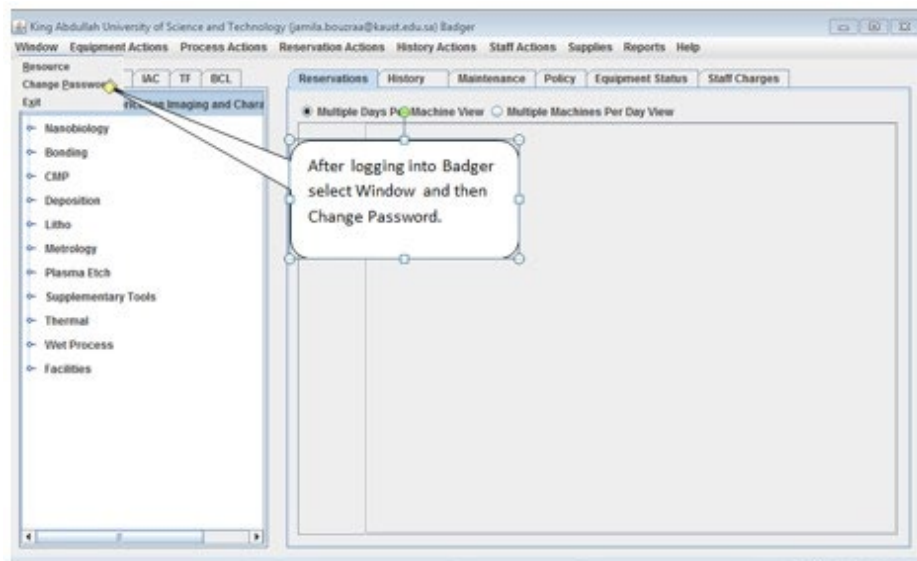 King Abdullah University of Science and Technology (jamila.bouzraa@kaust.edu.sa) Badger
Window Equipment Actions Process Actions Reservation Actions History Actions Staff Actions Supplies Reports Help
Resource
Change Password
Exit
IAC TF BCL
Imaging and Chara
Nanobiology
Bonding
CMP
Deposition
Litho
Metrology
Plasma Etch
Supplementary Tools
Thermal
Wet Process
Facilities
Reservations History Maintenance Policy Equipment Status Staff Charges
Multiple Days Per Machine View Multiple Machines Per Day View
After logging into Badger
select Window and then
Change Password.